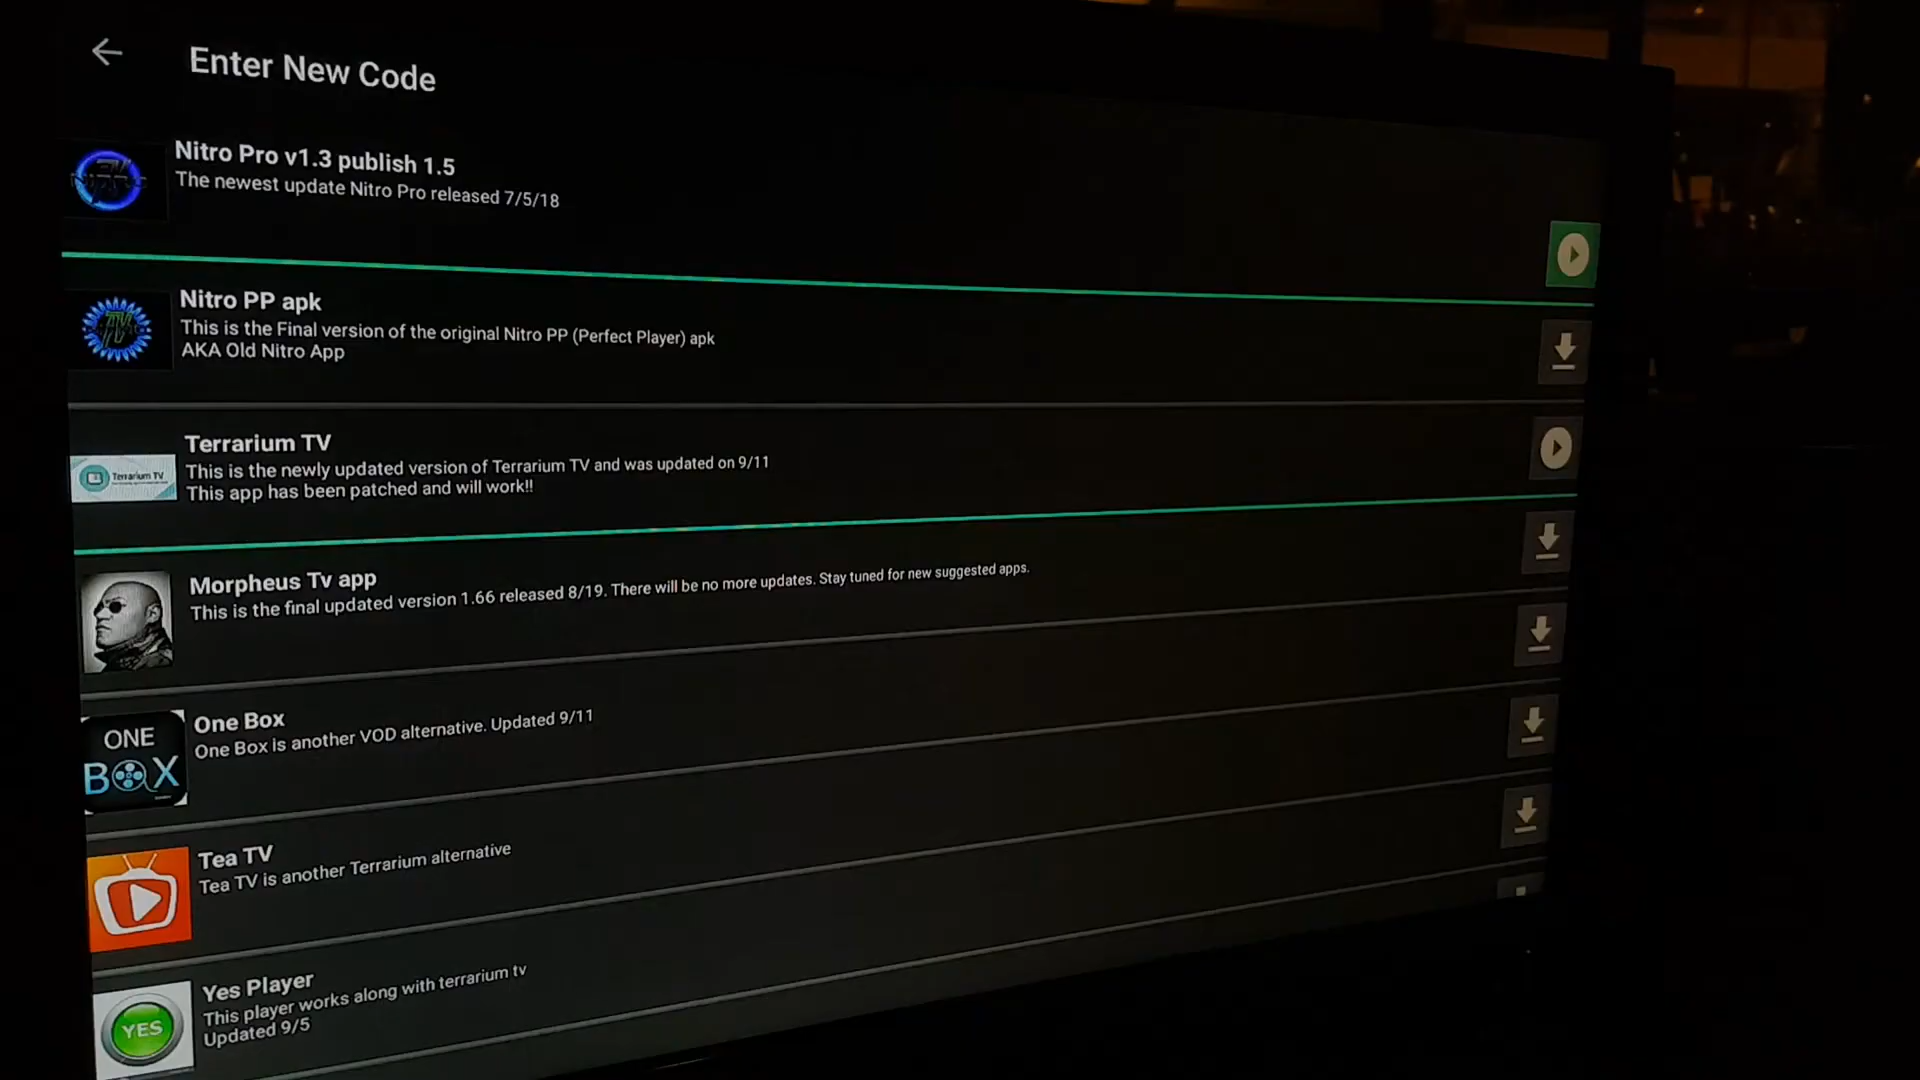 Enter New Code
Nitro Pro v1.3 publish 1.5
The newest update Nitro Pro released 7/5/18
Nitro PP apk
This is the Final version of the original Nitro PP (Perfect Player) apk
AKA Old Nitro App
TV
Terrarium TV
This is the newly updated version of Terrarium TV and was updated on 9/11
This app has been patched and will work!!
Terrarium TV
Morpheus Tv app
This is the final updated version 1.66 released 8/19. There will be no more updates. Stay tuned for new suggested apps.
One Box
One Box is another VOD alternative. Updated 9/11
ONE
BOX
Tea TV
Tea TV is another Terrarium alternative
Yes Player
This player works along with terrarium tv
Updated 9/5
YES